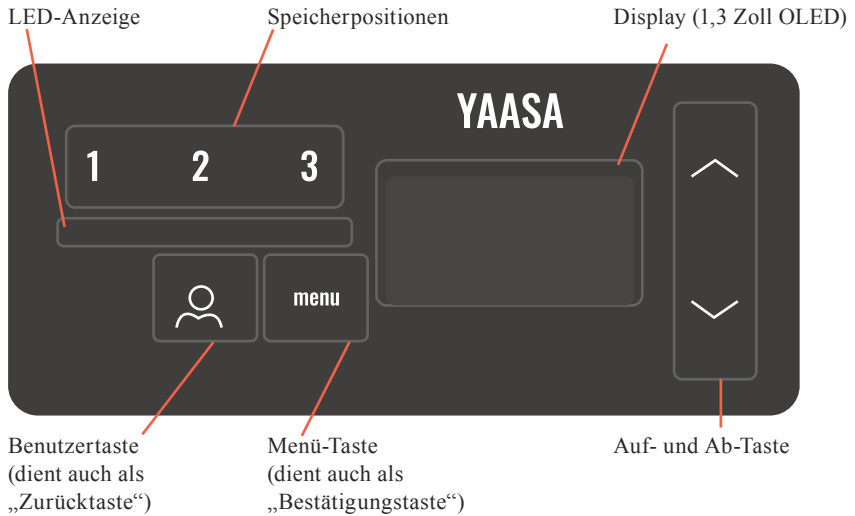 LED-Anzeige
Speicherpositionen
Display (1,3 Zoll OLED)
YAASA
1 2 3
menu
Benutzertaste
(dient auch als
„Zurücktaste“)
Menü-Taste
(dient auch als
„Bestätigungstaste“)
Auf- und Ab-Taste